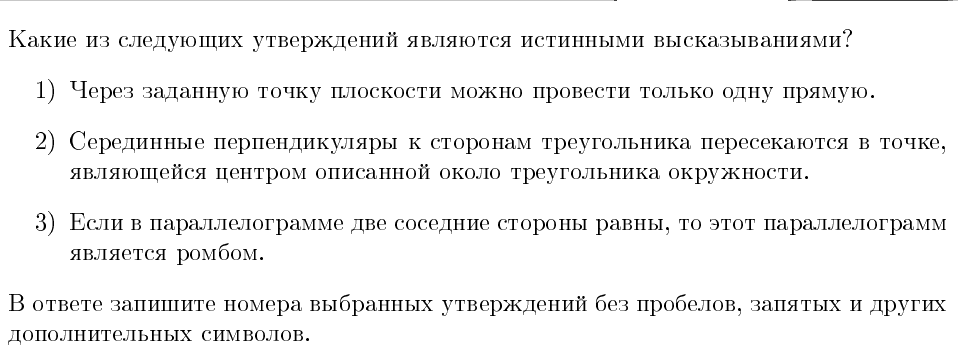 Какие из следующих утверждений являются истинными высказываниями?
1) Через заданную точку плоскости можно провести только одну прямую.
2) Серединные перпендикуляры к сторонам треугольника пересекаются в точке,
являющейся центром описанной около треугольника окружности.
3) Если в параллелограмме две соседние стороны равны, то этот параллелограмм
является ромбом.
В ответе запишите номера выбранных утверждений без пробелов, запятых и других
дополнительных символов.